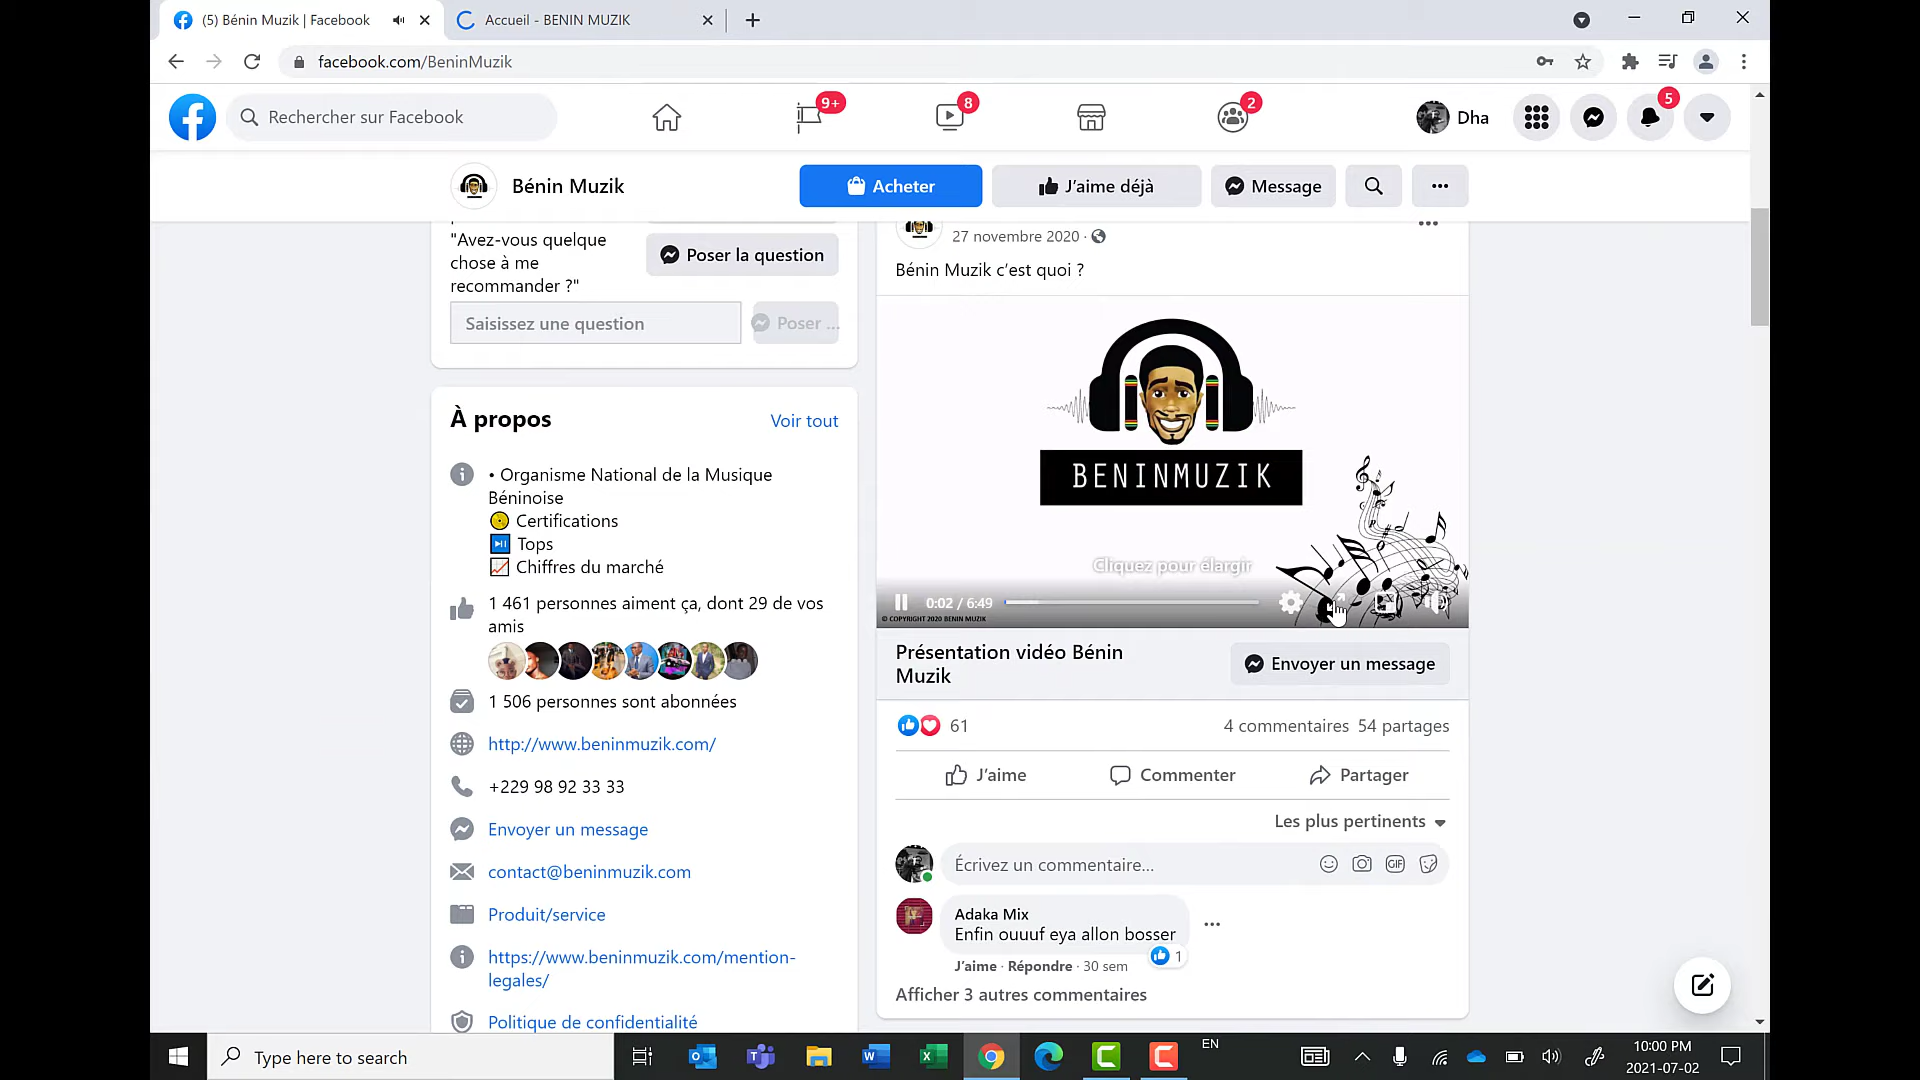 (5) Bénin Muzik | Facebook
Accueil - BENIN MUZIK
facebook.com/BeninMuzik
Rechercher sur Facebook
9+
8
2
Dha
5
Bénin Muzik
Acheter
J'aime déjà
Message
"Avez-vous quelque
chose à me
recommander ?"
Poser la question
Saisissez une question
Poser ...
À propos
Voir tout
• Organisme National de la Musique
Béninoise
Certifications
Tops
Chiffres du marché
1 461 personnes aiment ça, dont 29 de vos
amis
1 506 personnes sont abonnées
http://www.beninmuzik.com/
+229 98 92 33 33
Envoyer un message
contact@beninmuzik.com
Produit/service
https://www.beninmuzik.com/mention-
legales/
Politique de confidentialité
27 novembre 2020 ·
Bénin Muzik c'est quoi ?
BENINMUZIK
Cliquez pour élargir
0:02 / 6:49
© COPYRIGHT 2020 BENIN MUZIK
Présentation vidéo Bénin
Muzik
Envoyer un message
61
4 commentaires 54 partages
J'aime
Commenter
Partager
Les plus pertinents
Écrivez un commentaire...
GIF
Adaka Mix
Enfin ouuuf eya allon bosser
1
J'aime · Répondre · 30 sem
Afficher 3 autres commentaires
Type here to search
EN
10:00 PM
2021-07-02